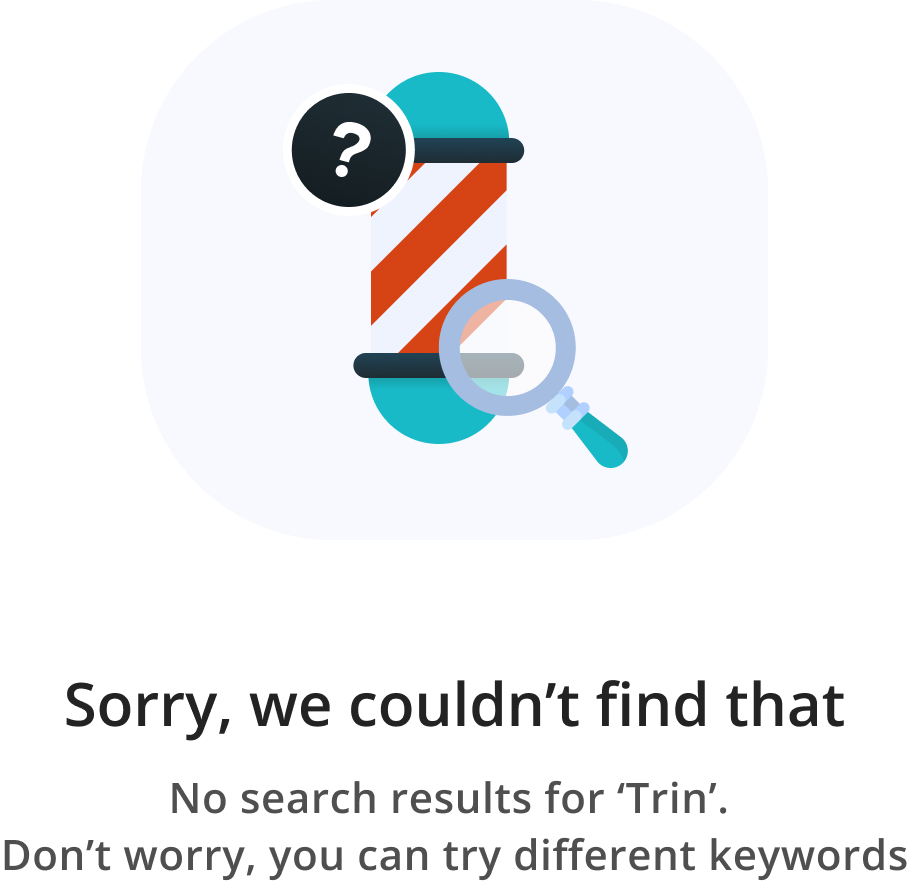 ?
Sorry, we couldn’t find that
No search results for ‘Trin’.
Don’t worry, you can try different keywords